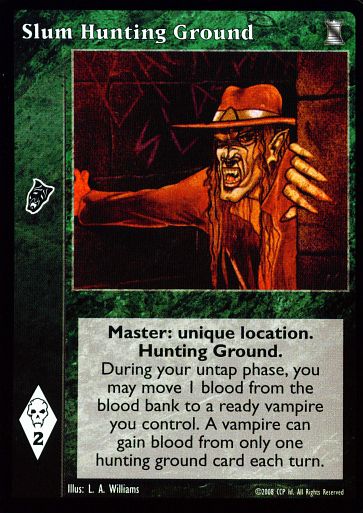 Slum Hunting Ground
Master: unique location.
Hunting Ground.
During your untap phase, you
may move 1 blood from the
blood bank to a ready vampire
you control. A vampire can
gain blood from only one
hunting ground card each turn.
2
Illus: L. A. Williams
©2008 CCP hf. All Rights Reserved